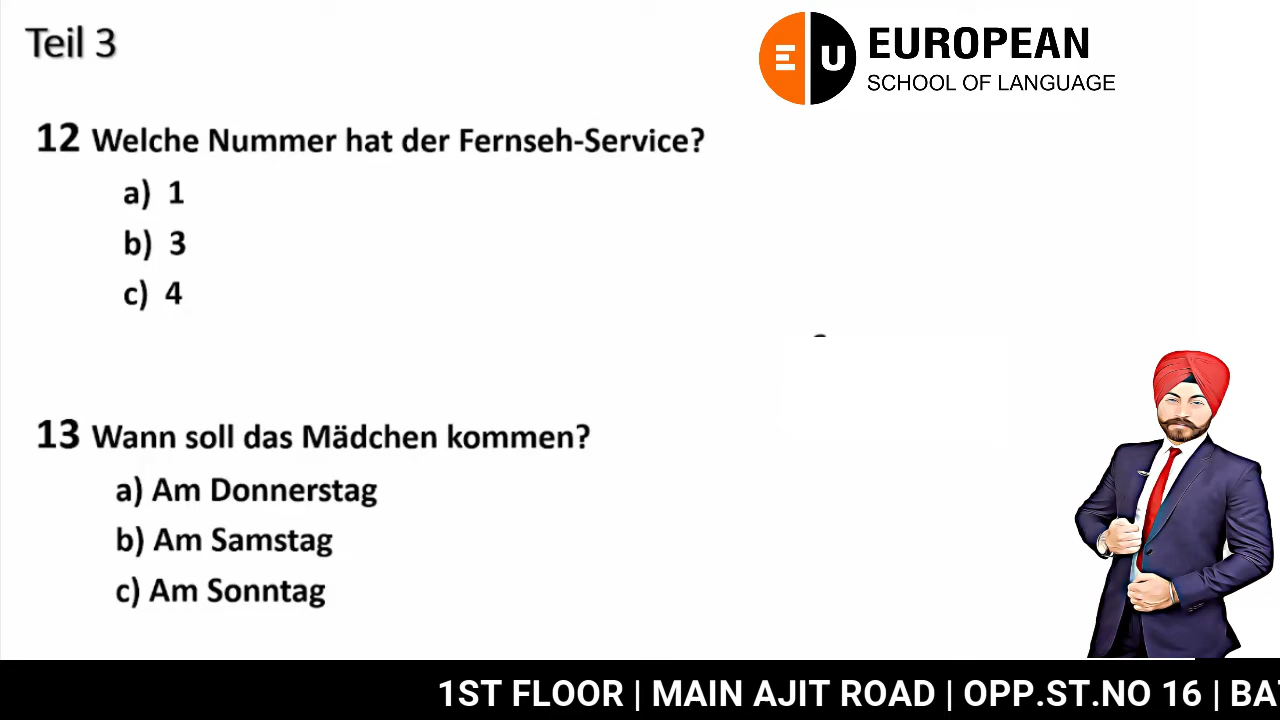 Teil 3
EU EUROPEAN
SCHOOL OF LANGUAGE
12 Welche Nummer hat der Fernseh-Service?
a) 1
b) 3
c) 4
13 Wann soll das Mädchen kommen?
a) Am Donnerstag
b) Am Samstag
c) Am Sonntag
1ST FLOOR | MAIN AJIT ROAD | OPP.ST.NO 16 | BA